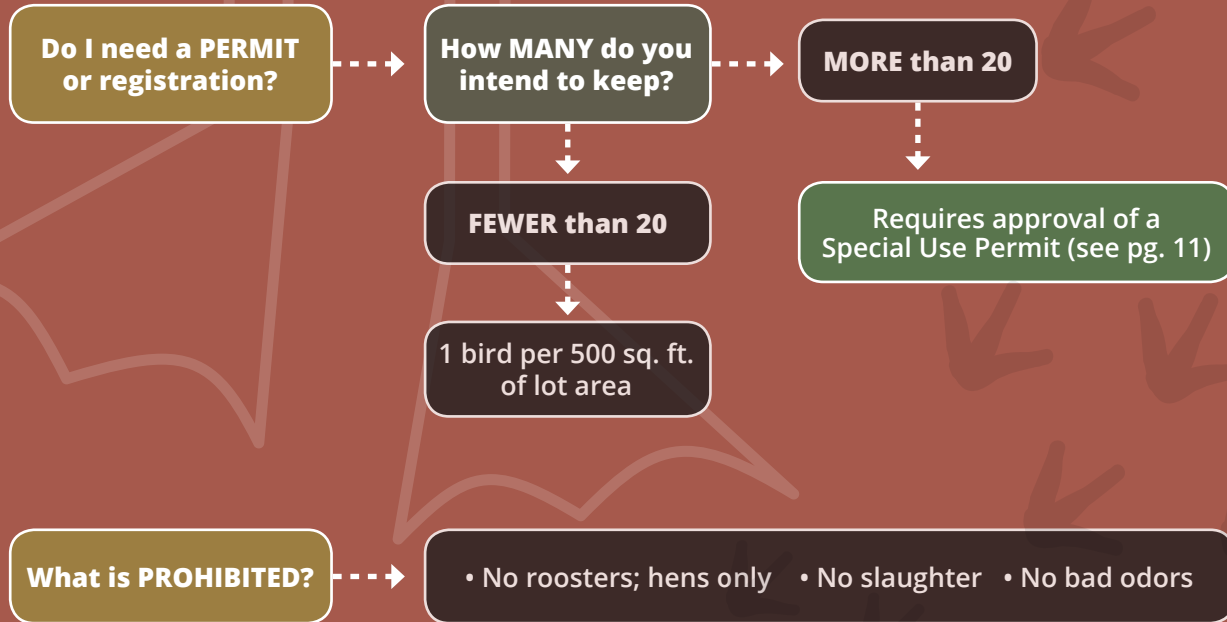 Do I need a PERMIT
or registration?
How MANY do you
intend to keep?
MORE than 20
FEWER than 20
Requires approval of a
Special Use Permit (see pg. 11)
1 bird per 500 sq. ft.
of lot area
What is PROHIBITED?
• No roosters; hens only • No slaughter • No bad odors